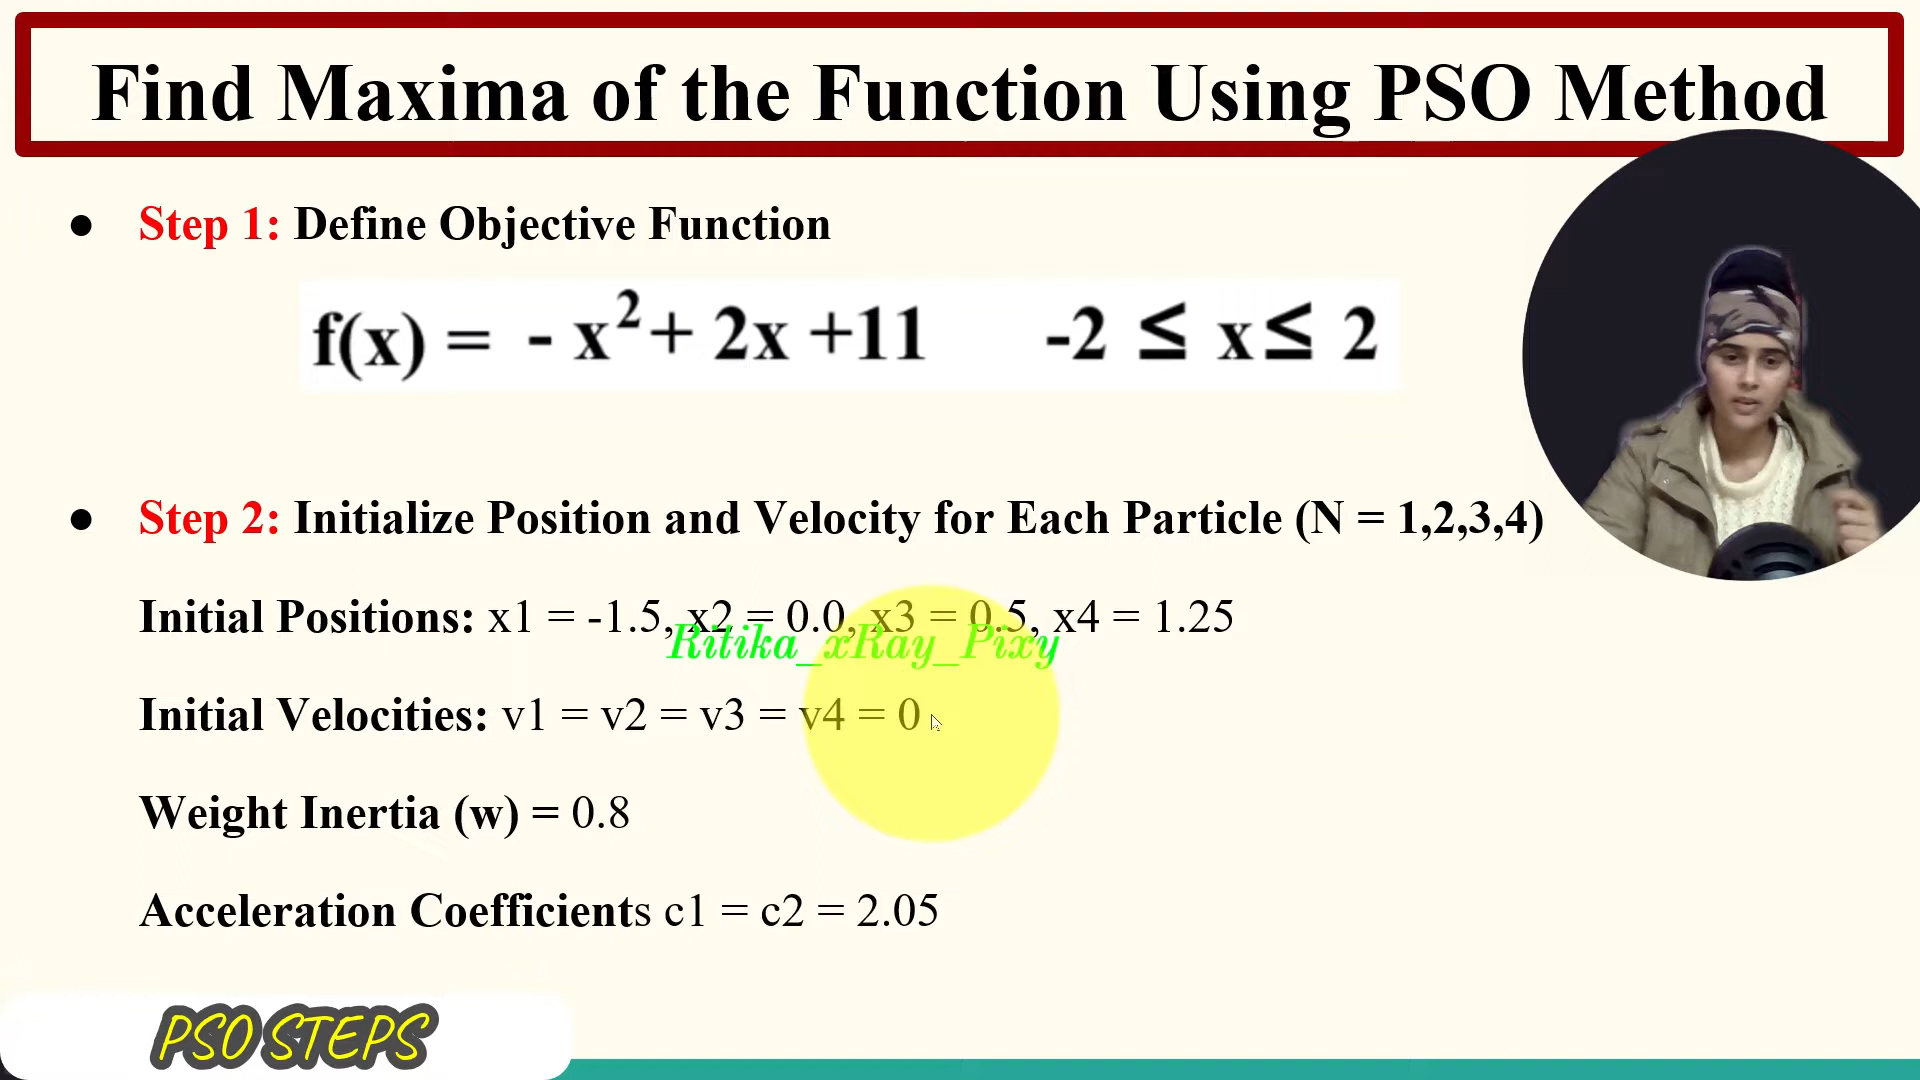 Find Maxima of the Function Using PSO Method
● Step 1: Define Objective Function
f(x) = - x² + 2x +11 -2 ≤ x ≤ 2
● Step 2: Initialize Position and Velocity for Each Particle (N = 1,2,3,4)
Initial Positions: x1 = -1.5, x2 = 0.0, x3 = 0.5, x4 = 1.25
Ritika_xRay_Pixy
Initial Velocities: v1 = v2 = v3 = v4 = 0
Weight Inertia (w) = 0.8
Acceleration Coefficients c1 = c2 = 2.05
PSO STEPS